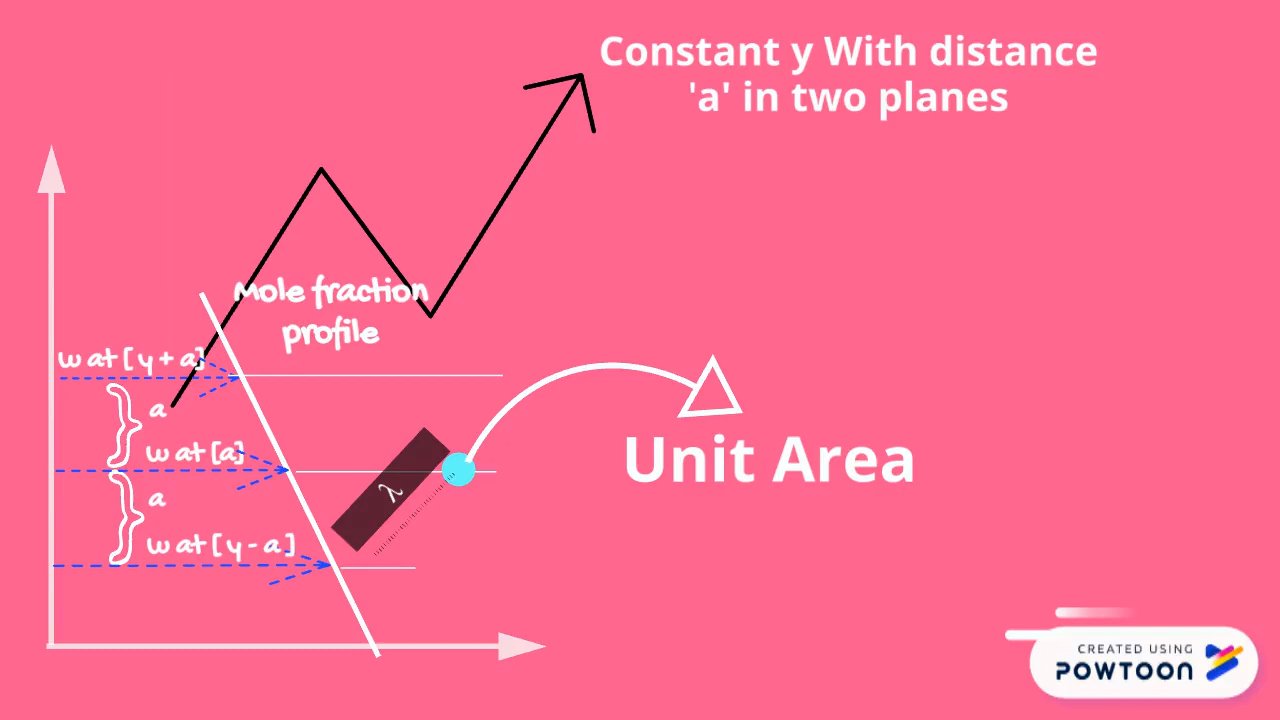 Constant y With distance
'a' in two planes
Mole fraction
profile
w at [ y + a]
a
w at [a]
a
w at [ y - a ]
λ
Unit Area
CREATED USING
POWTOON